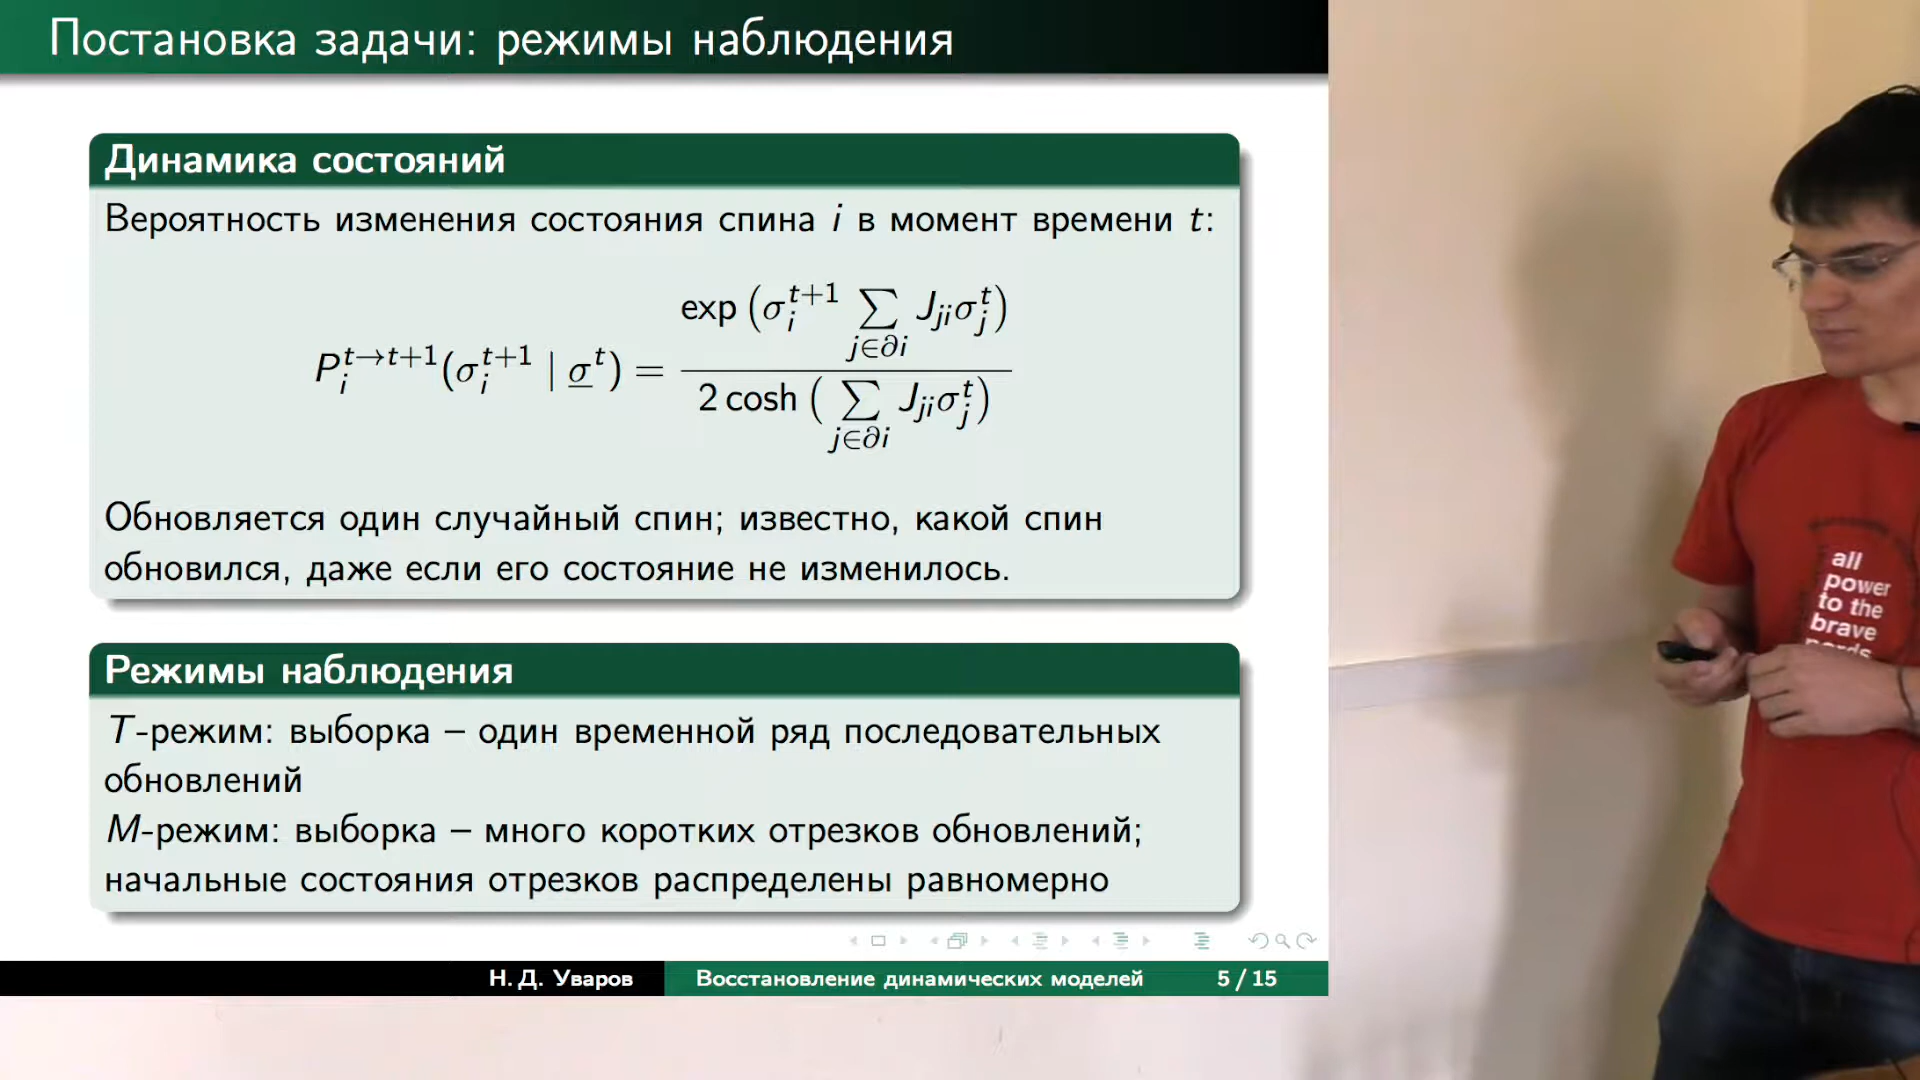 Постановка задачи: режимы наблюдения
Динамика состояний
Вероятность изменения состояния спина i в момент времени t:
P_i^{t→t+1}(σ_i^{t+1} | σ̲^t) = exp (σ_i^{t+1} ∑_{j∈∂i} J_{ji}σ_j^t) / 2 cosh ( ∑_{j∈∂i} J_{ji}σ_j^t)
Обновляется один случайный спин; известно, какой спин
обновился, даже если его состояние не изменилось.
Режимы наблюдения
T-режим: выборка – один временной ряд последовательных
обновлений
M-режим: выборка – много коротких отрезков обновлений;
начальные состояния отрезков распределены равномерно
Н. Д. Уваров
Восстановление динамических моделей
5 / 15
all
power
to the
brave